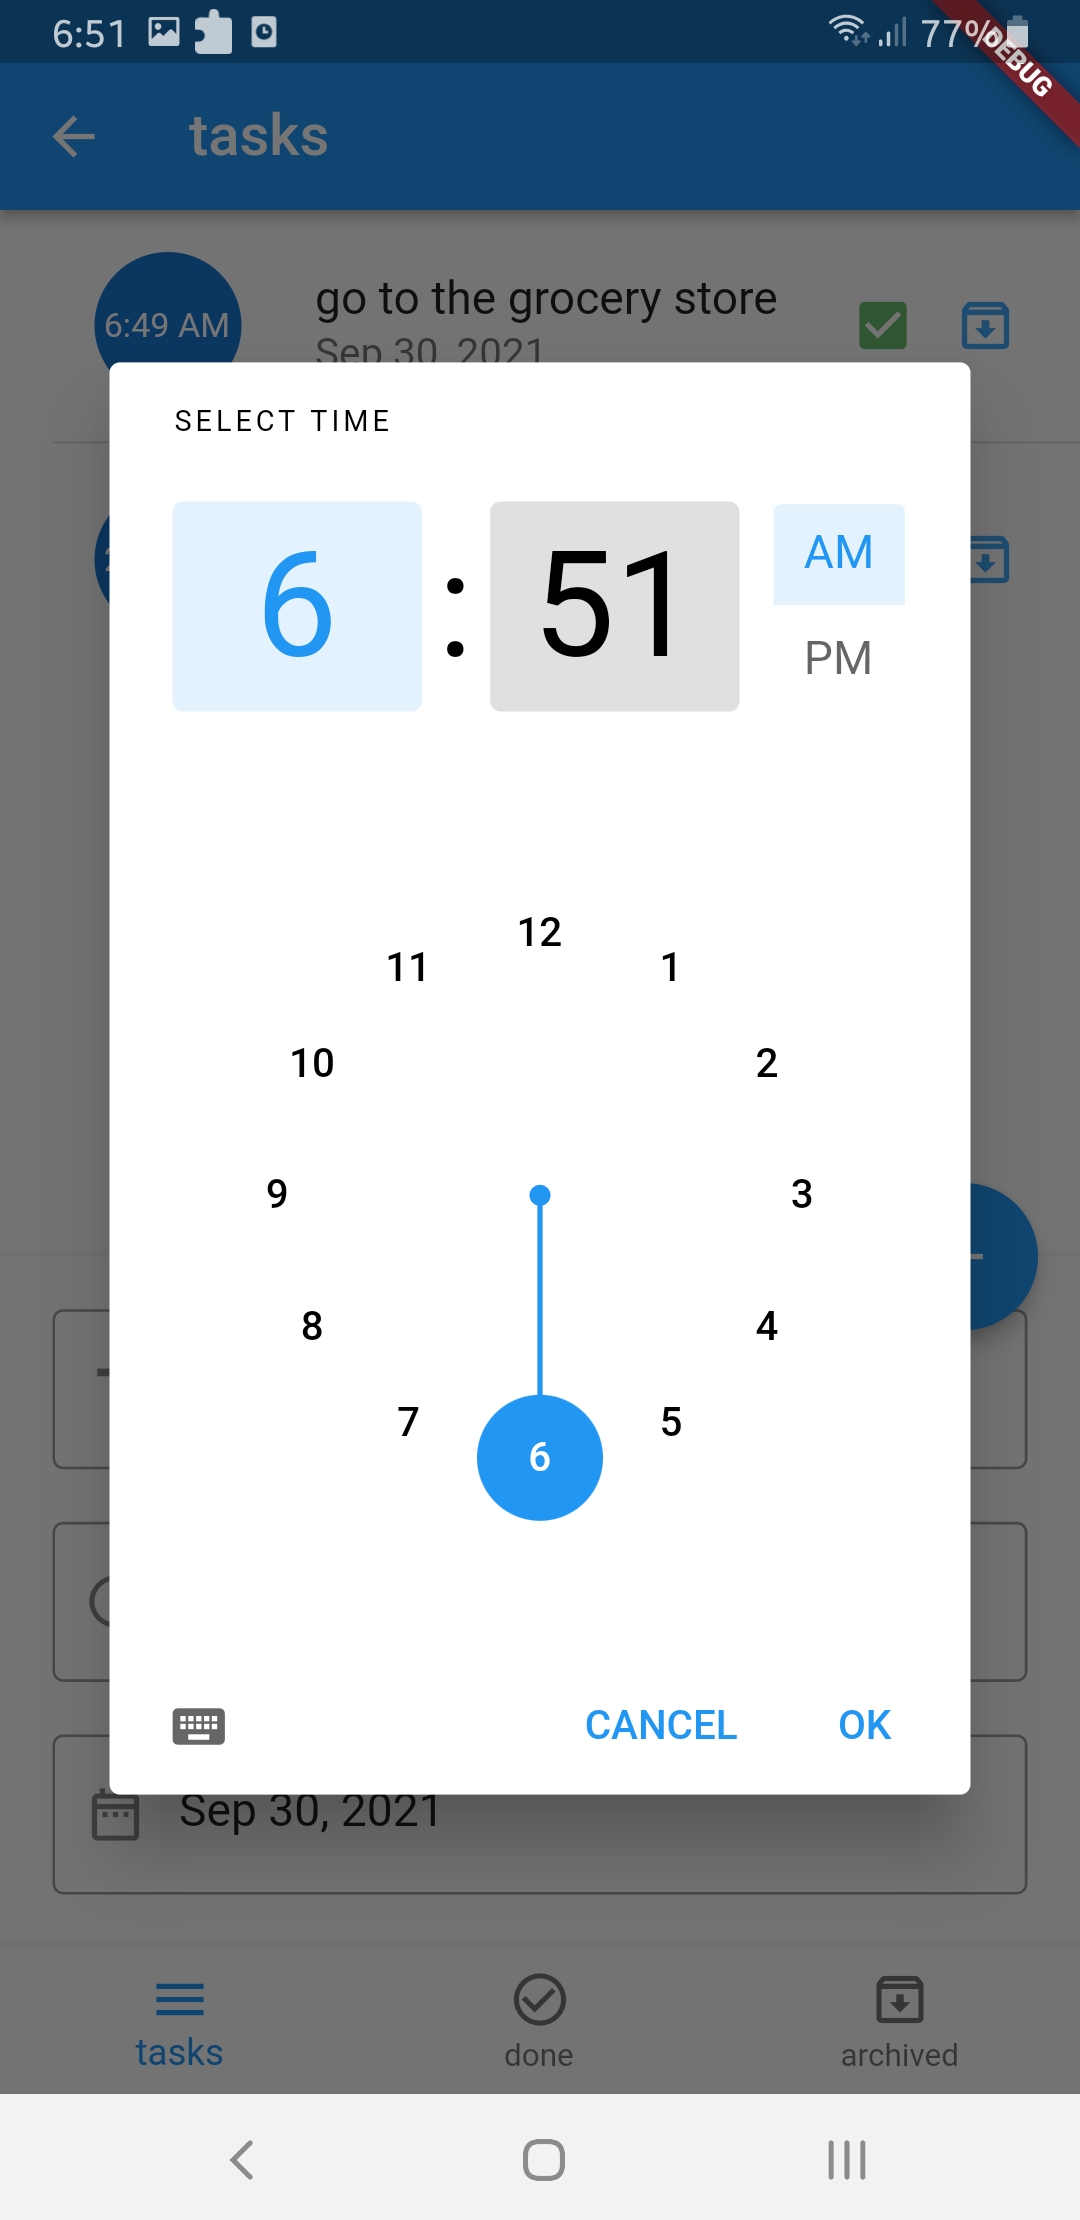 6:51 77%
DEBUG
tasks
go to the grocery store
6:49 AM
Sep 30, 2021
SELECT TIME
6 : 51
AM
PM
12
11 1
10 2
9 3
8 4
7 5
6
CANCEL OK
Sep 30, 2021
tasks done archived